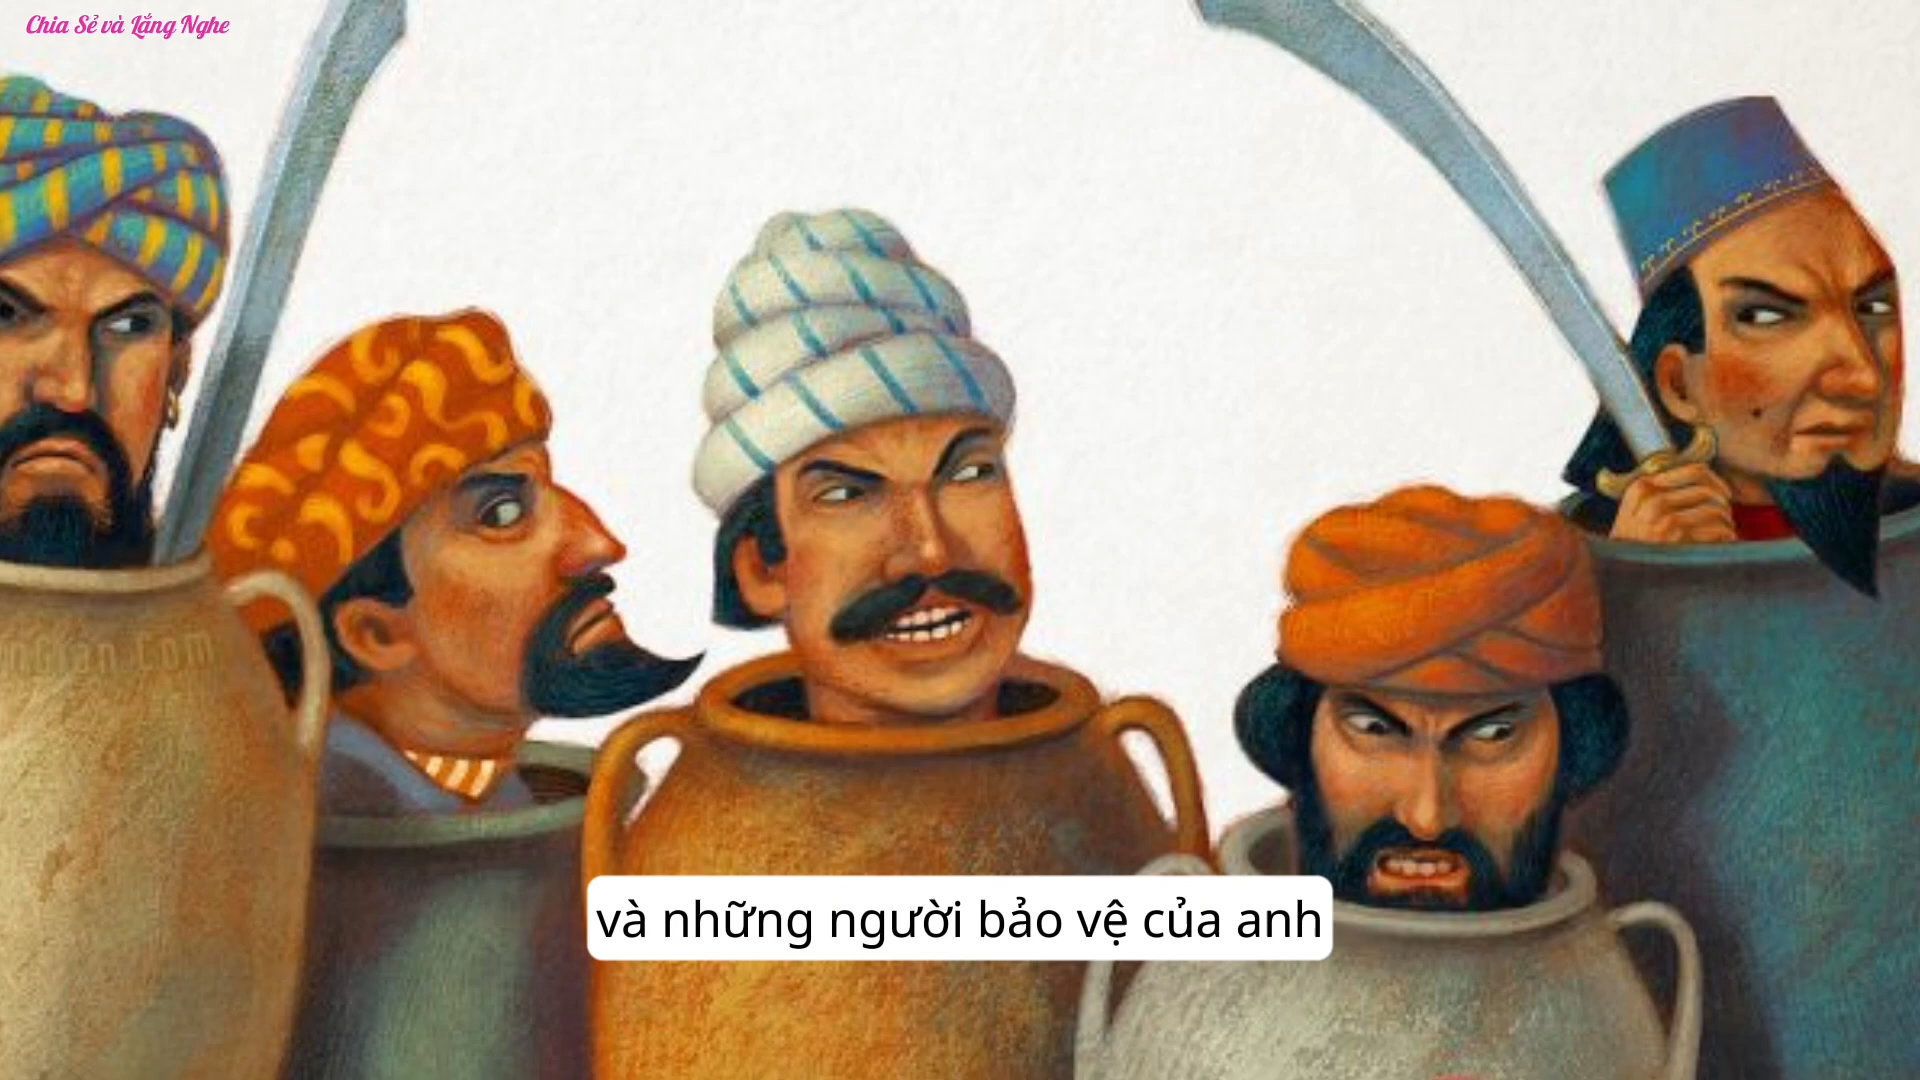 Chia Sẻ và Lắng Nghe
và những người bảo vệ của anh